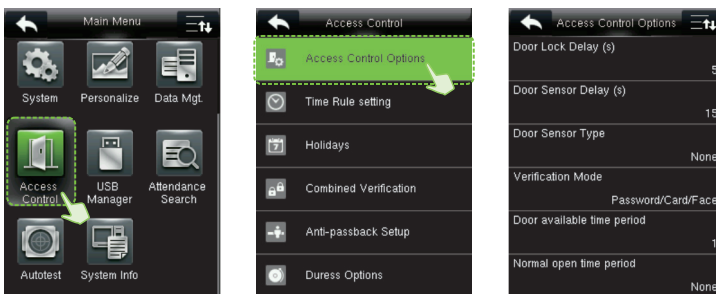 Main Menu
System
Personalize
Data Mgt.
Access Control
USB Manager
Attendance Search
Autotest
System Info
Access Control
Access Control Options
Time Rule setting
Holidays
Combined Verification
Anti-passback Setup
Duress Options
Access Control Options
Door Lock Delay (s)
5
Door Sensor Delay (s)
15
Door Sensor Type
None
Verification Mode
Password/Card/Face
Door available time period
1
Normal open time period
None